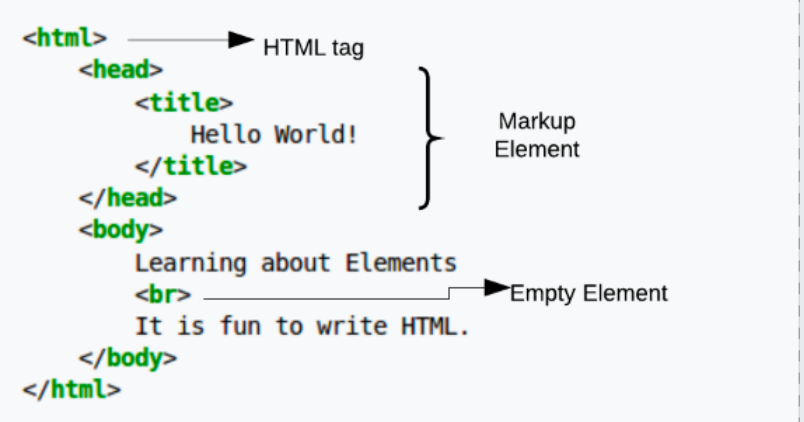 <html> HTML tag
<head>
<title>
Hello World!
</title>
</head>
Markup
Element
<body>
Learning about Elements
<br> Empty Element
It is fun to write HTML.
</body>
</html>